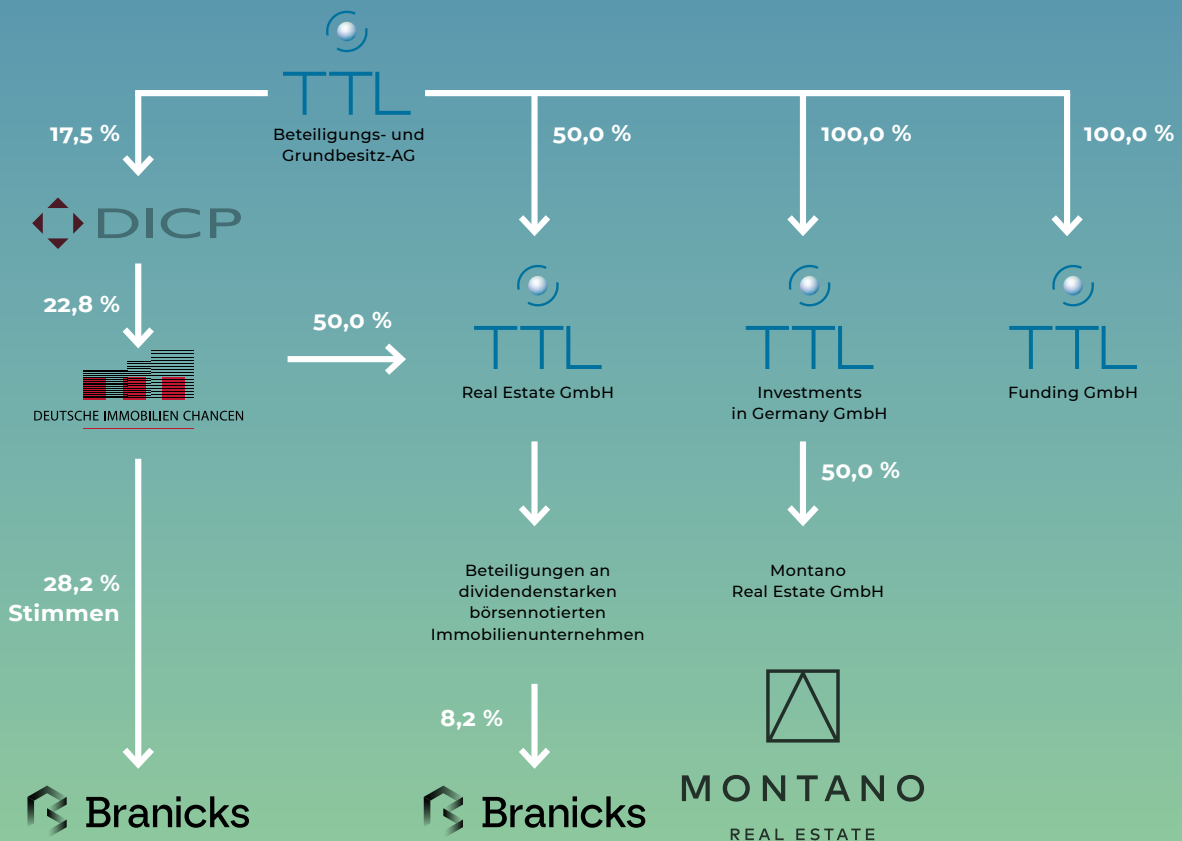 TTL
Beteiligungs- und
Grundbesitz-AG
17,5 %
50,0 %
100,0 %
100,0 %
DICP
22,8 %
50,0 %
DEUTSCHE IMMOBILIEN CHANCEN
TTL
Real Estate GmbH
TTL
Investments
in Germany GmbH
TTL
Funding GmbH
50,0 %
28,2 %
Stimmen
Beteiligungen an
dividendenstarken
börsennotierten
Immobilienunternehmen
Montano
Real Estate GmbH
8,2 %
Branicks
Branicks
MONTANO
REAL ESTATE